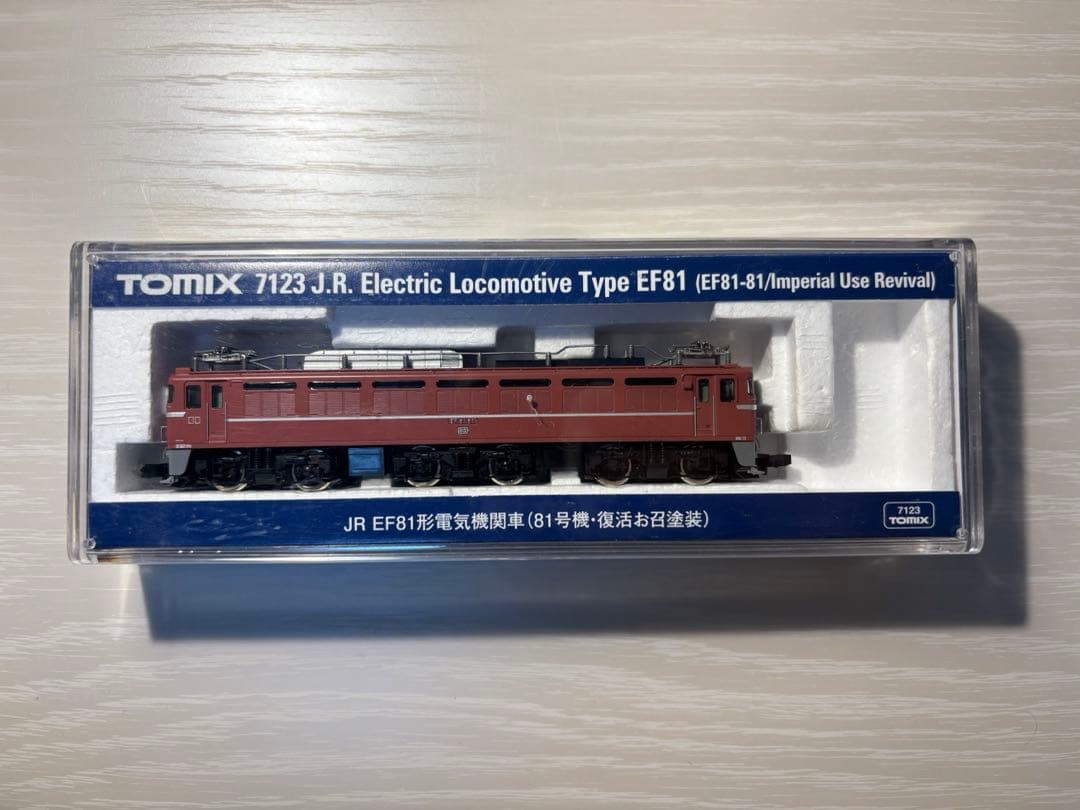 TOMIX 7123 J.R. Electric Locomotive Type EF81 (EF81-81/Imperial Use Revival)
JR EF81形電気機関車(81号機・復活お召塗装)
7123
TOMIX